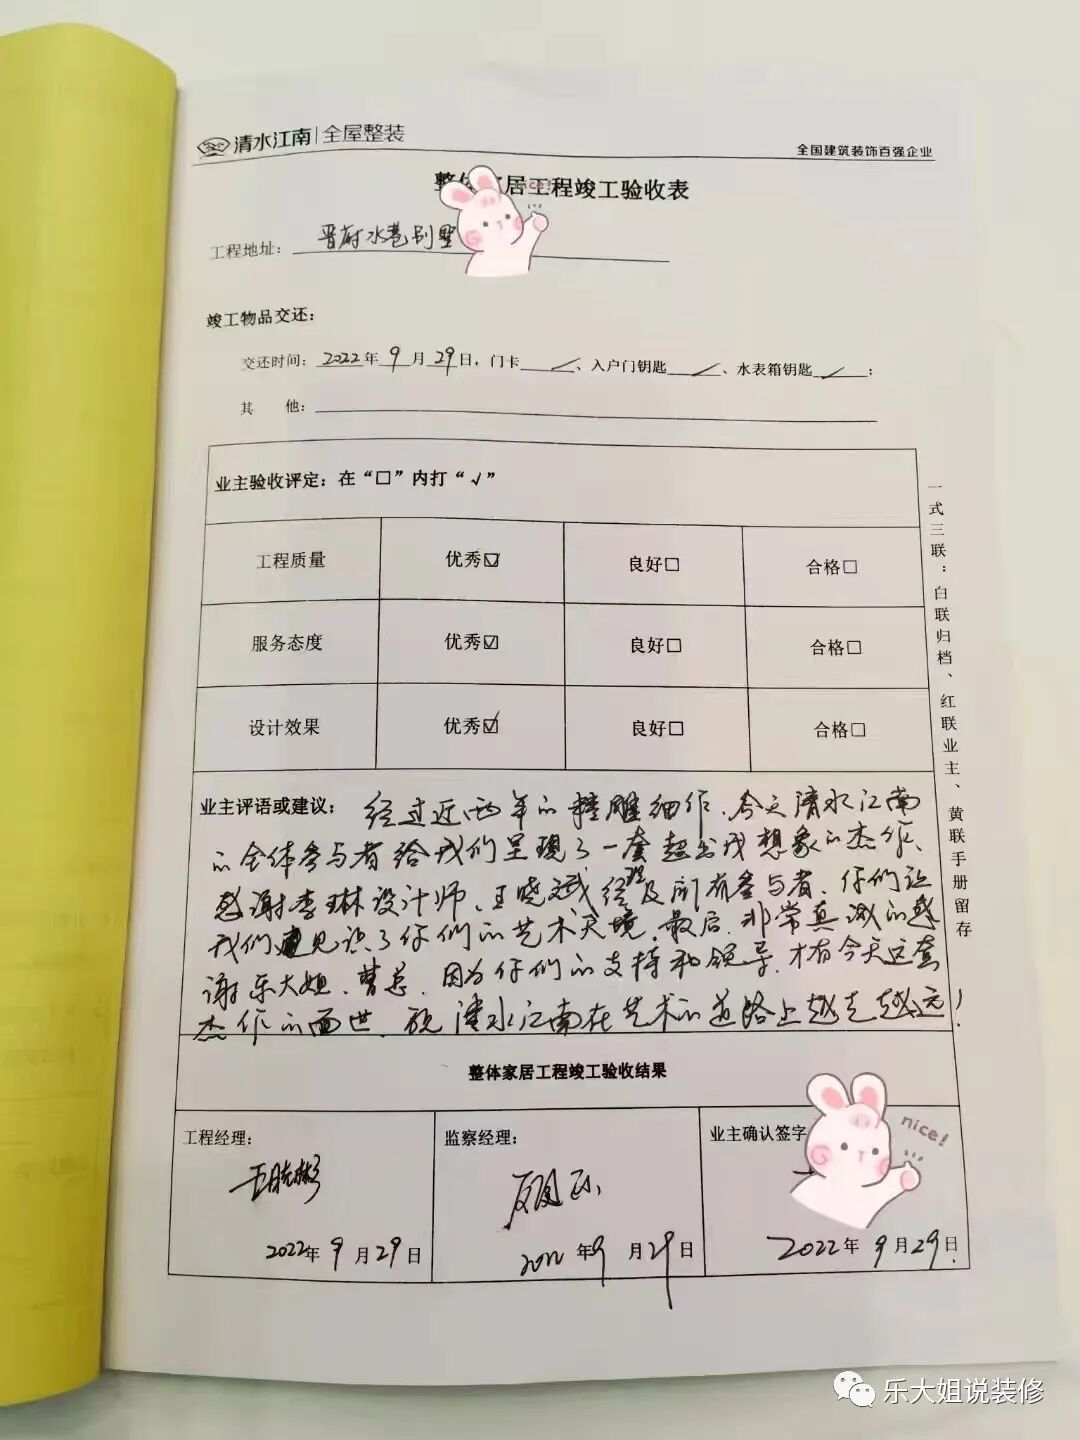 清水江南|全屋整装
全国建筑装饰百强企业
整体家居工程竣工验收表
nice!
工程地址：晋府水巷别墅
竣工物品交还：
交还时间：2022年9月29日，门卡 ／、入户门钥匙 ／、水表箱钥匙 ／；
其 他：
业主验收评定：在“□”内打“√”
工程质量 优秀☑ 良好□ 合格□
服务态度 优秀☑ 良好□ 合格□
设计效果 优秀☑ 良好□ 合格□
一式三联：白联归档、红联业主、黄联手册留存
业主评语或建议：经过近两年的精雕细作，今天清水江南
的全体参与者给我们呈现了一套超出我想象的杰作、
感谢李琳设计师、王晓斌经理及所有参与者，你们让
我们见识了你们的艺术天境，最后，非常真诚的感
谢乐大姐、曹总，因为你们的支持和领导，才有今天这套
杰作的面世，祝清水江南在艺术的道路上越走越远！
整体家居工程竣工验收结果
工程经理：
2022年9月29日
监察经理：
2022年9月29日
业主确认签字
nice!
2022年9月29日
乐大姐说装修